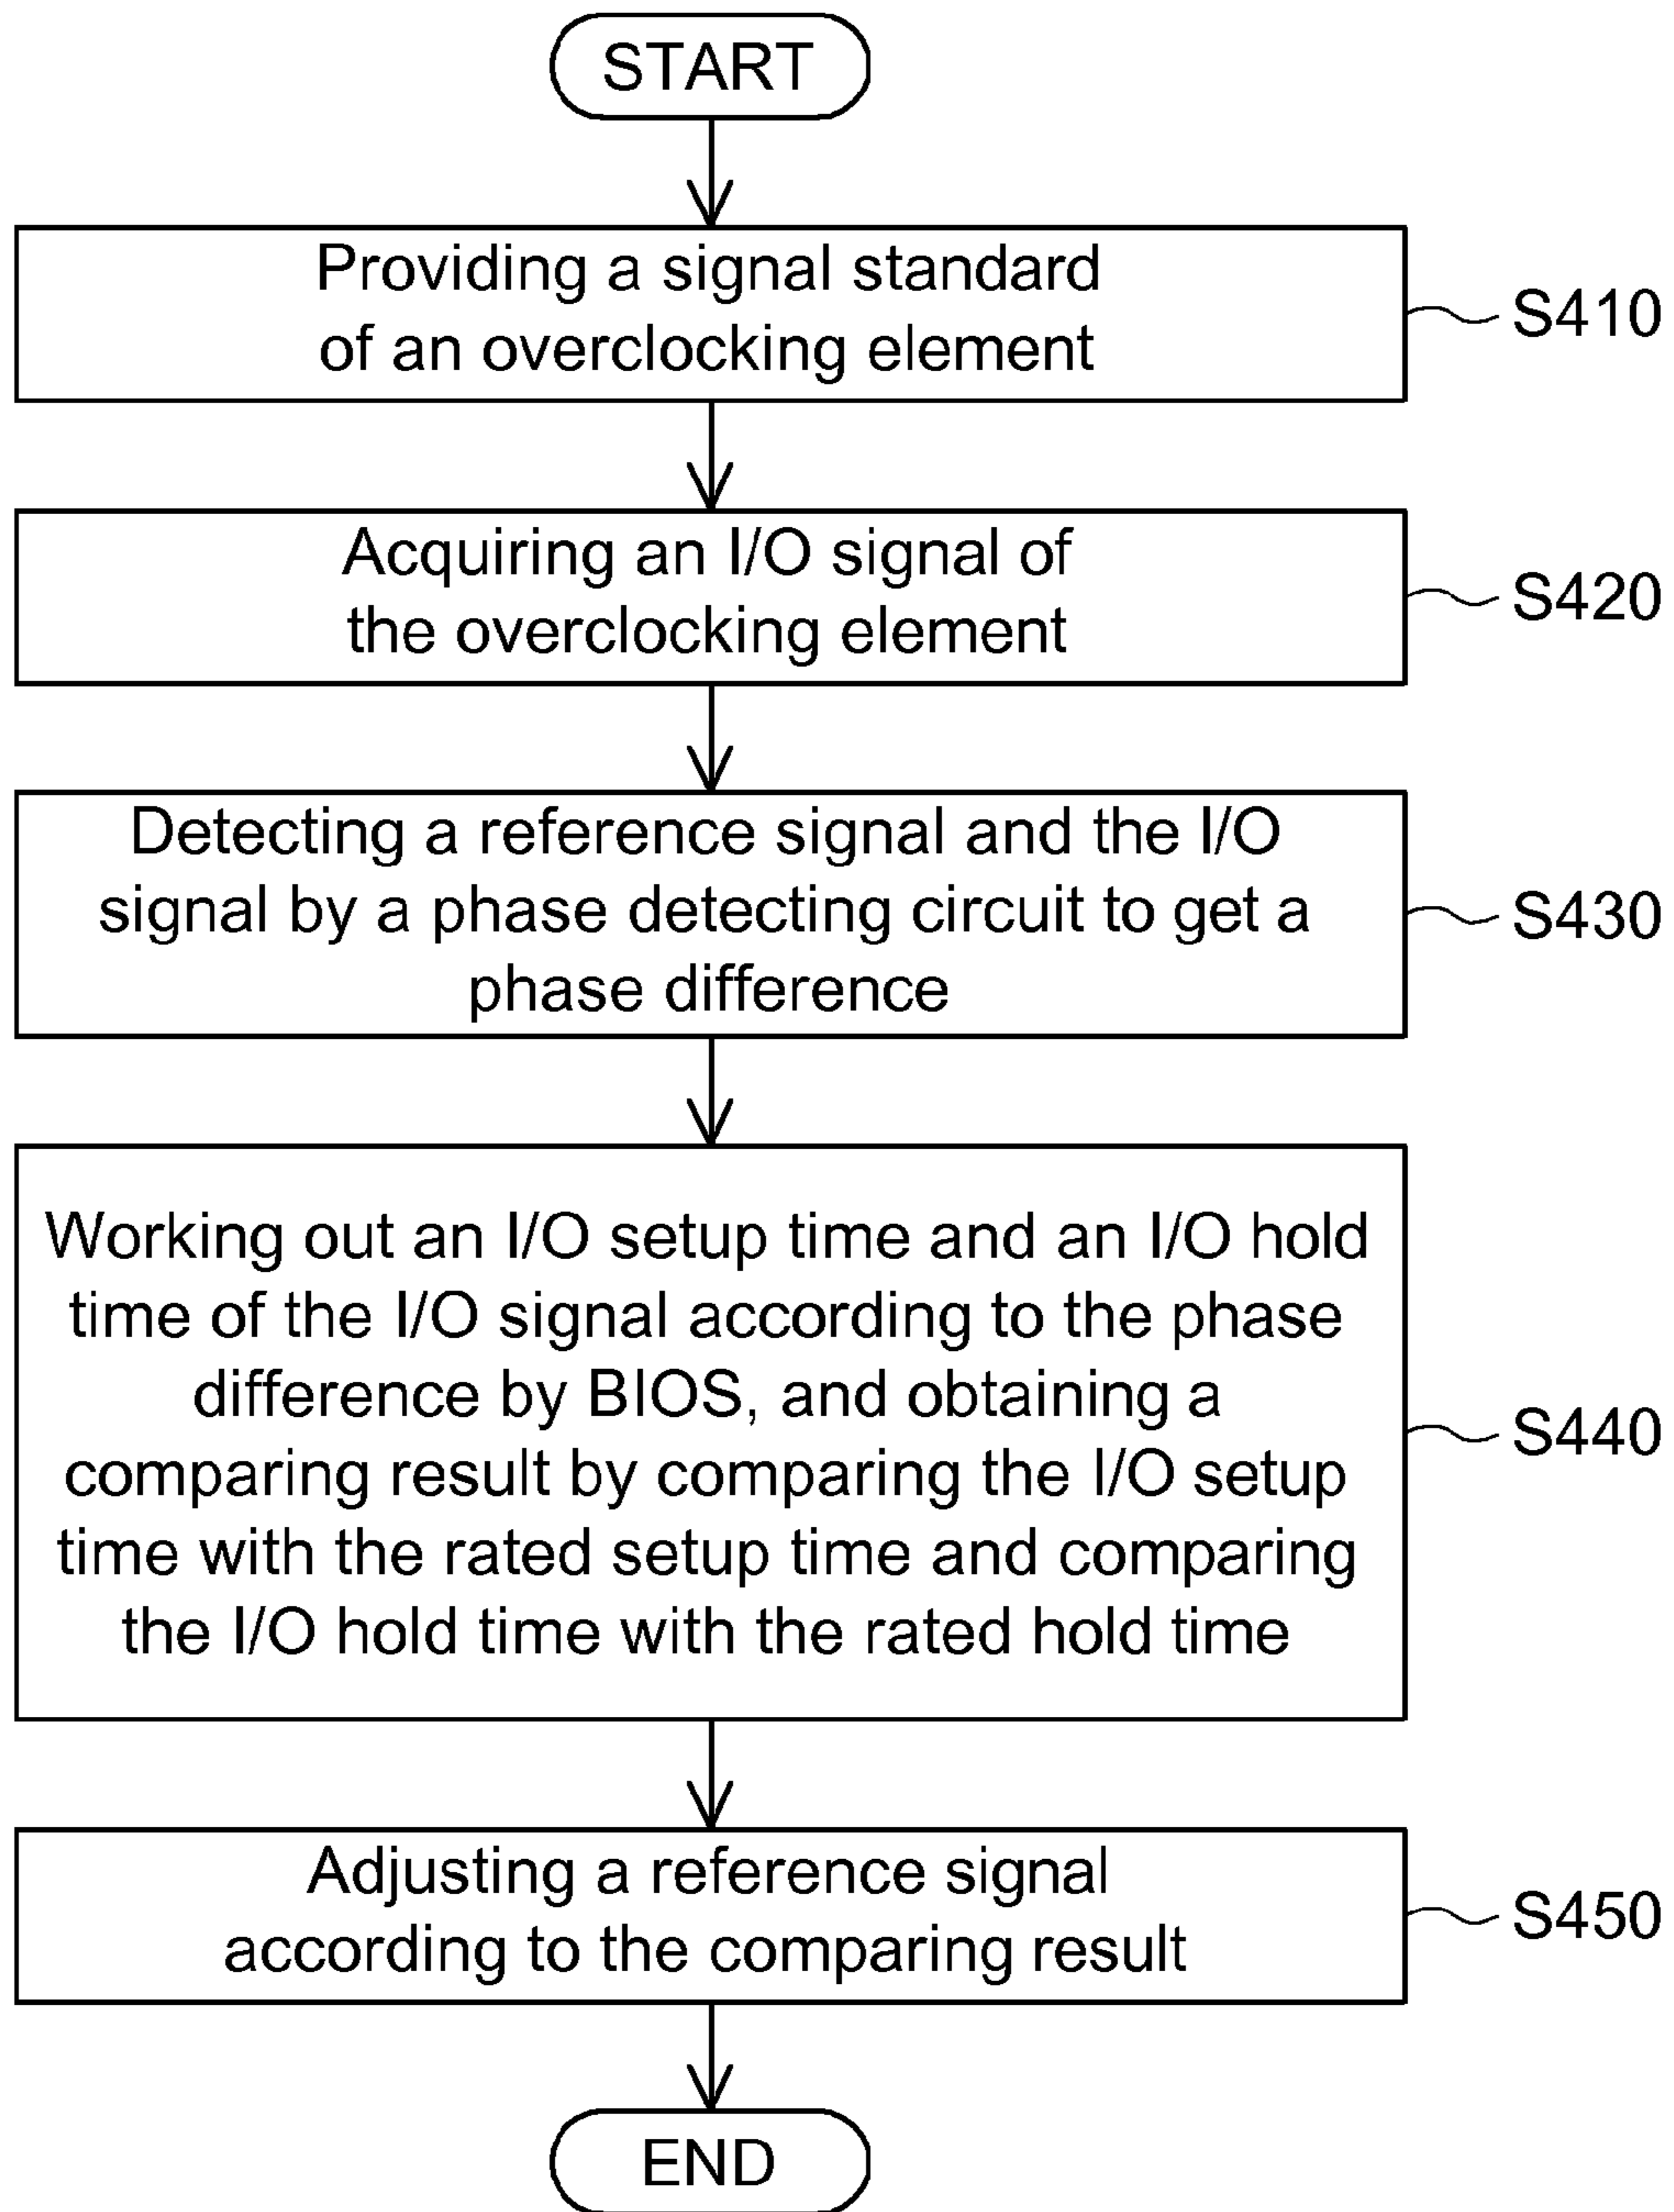 START
Providing a signal standard
of an overclocking element
S410
Acquiring an I/O signal of
the overclocking element
S420
Detecting a reference signal and the I/O
signal by a phase detecting circuit to get a
phase difference
S430
Working out an I/O setup time and an I/O hold
time of the I/O signal according to the phase
difference by BIOS, and obtaining a
comparing result by comparing the I/O setup
time with the rated setup time and comparing
the I/O hold time with the rated hold time
S440
Adjusting a reference signal
according to the comparing result
S450
END